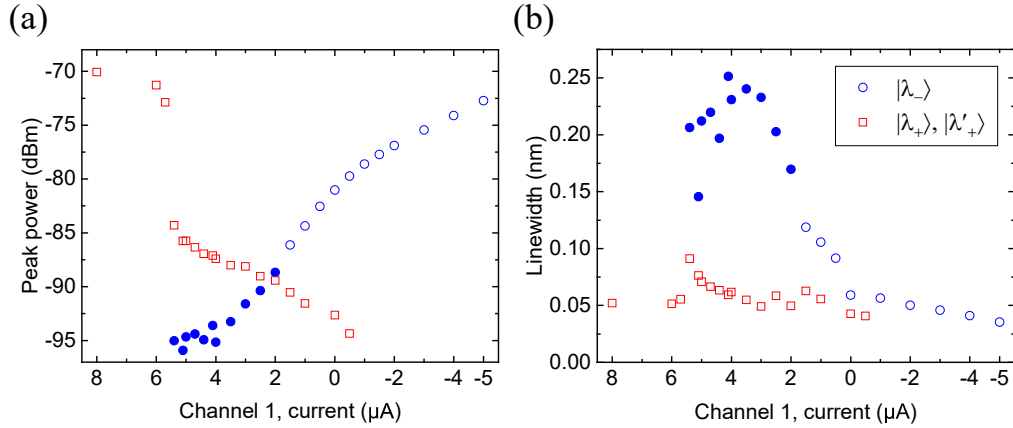 (a)
-70
-75
-80
-85
-90
-95
Peak power (dBm)
8 6 4 2 0 -2 -4 -5
Channel 1, current (μA)
(b)
0.25
0.20
0.15
0.10
0.05
0.00
Linewidth (nm)
|λ₋⟩
|λ₊⟩, |λ'₊⟩
8 6 4 2 0 -2 -4 -5
Channel 1, current (μA)